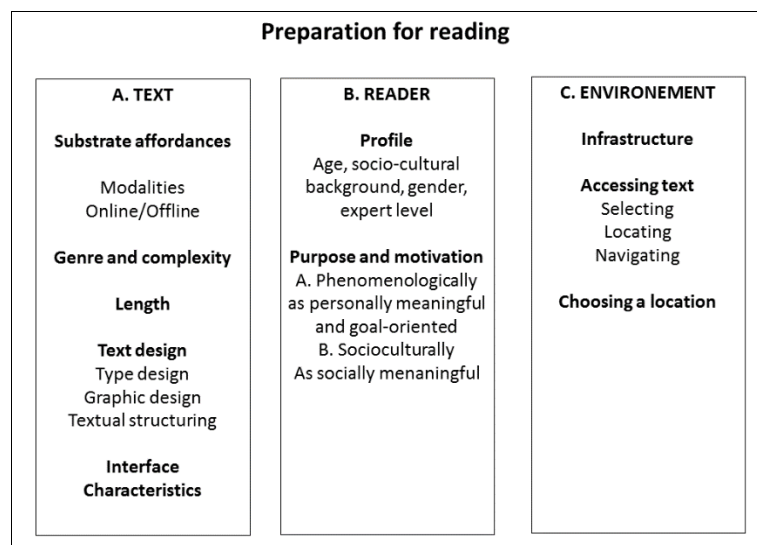 Preparation for reading
A. TEXT
Substrate affordances
Modalities
Online/Offline
Genre and complexity
Length
Text design
Type design
Graphic design
Textual structuring
Interface
Characteristics
B. READER
Profile
Age, socio-cultural
background, gender,
expert level
Purpose and motivation
A. Phenomenologically
as personally meaningful
and goal-oriented
B. Socioculturally
As socially menaningful
C. ENVIRONEMENT
Infrastructure
Accessing text
Selecting
Locating
Navigating
Choosing a location